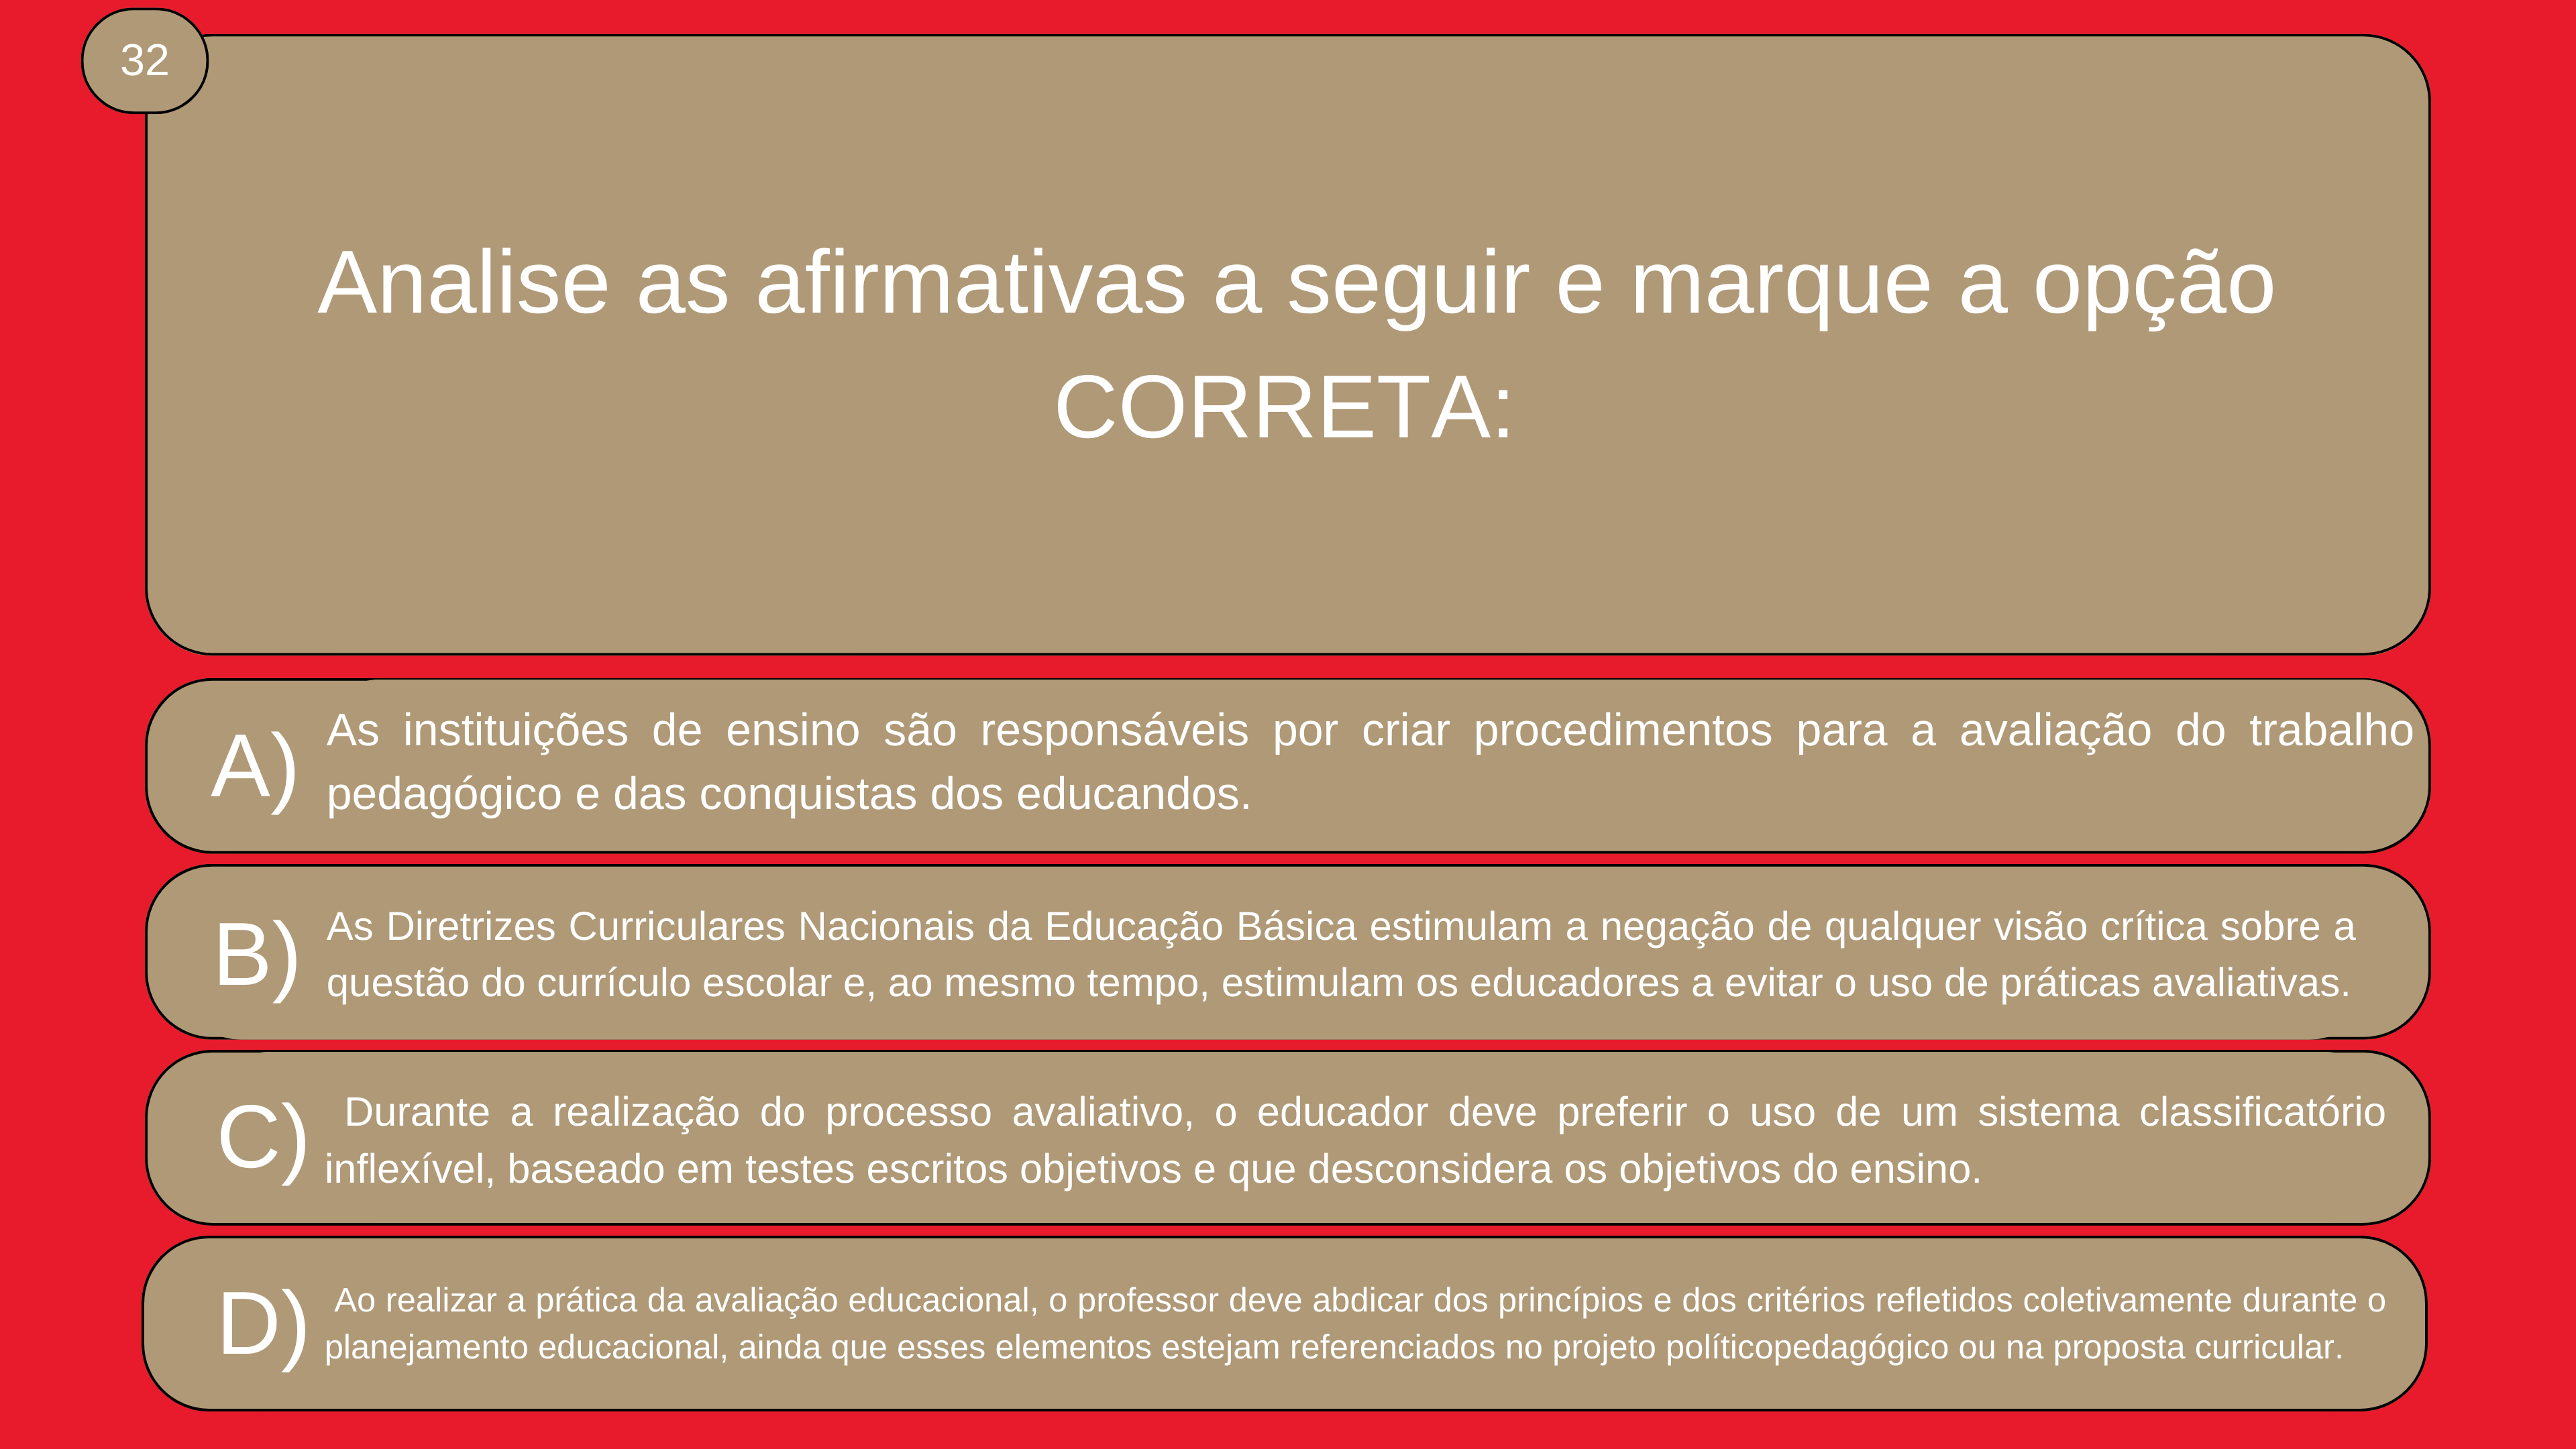 32
Analise as afirmativas a seguir e marque a opção
CORRETA:
A) As instituições de ensino são responsáveis por criar procedimentos para a avaliação do trabalho
pedagógico e das conquistas dos educandos.
B) As Diretrizes Curriculares Nacionais da Educação Básica estimulam a negação de qualquer visão crítica sobre a
questão do currículo escolar e, ao mesmo tempo, estimulam os educadores a evitar o uso de práticas avaliativas.
C) Durante a realização do processo avaliativo, o educador deve preferir o uso de um sistema classificatório
inflexível, baseado em testes escritos objetivos e que desconsidera os objetivos do ensino.
D) Ao realizar a prática da avaliação educacional, o professor deve abdicar dos princípios e dos critérios refletidos coletivamente durante o
planejamento educacional, ainda que esses elementos estejam referenciados no projeto políticopedagógico ou na proposta curricular.